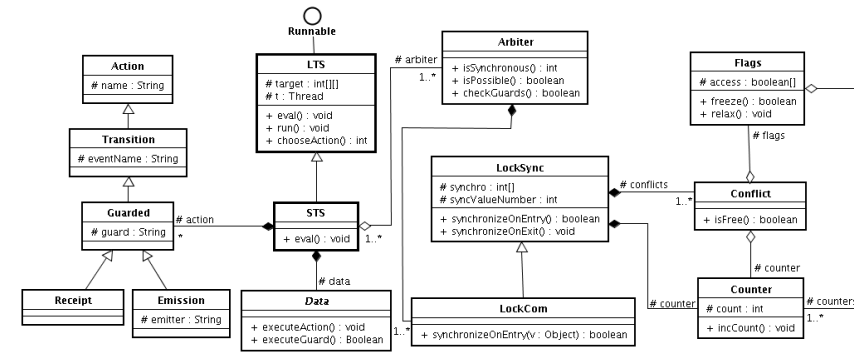 Runnable
LTS
# target : int[][]
# t : Thread
+ eval() : void
+ run() : void
+ chooseAction() : int
Action
# name : String
Transition
# eventName : String
Guarded
# guard : String
# action
*
Receipt
Emission
# emitter : String
STS
+ eval() : void
1..*
# data
Data
+ executeAction() : void
+ executeGuard() : Boolean
# arbiter
1..*
Arbiter
+ isSynchronous() : int
+ isPossible() : boolean
+ checkGuards() : boolean
LockSync
# synchro : int[]
# syncValueNumber : int
+ synchronizeOnEntry() : boolean
+ synchronizeOnExit() : void
# conflicts
1..*
LockCom
+ synchronizeOnEntry(v : Object) : boolean
1..*
# counter
Flags
# access : boolean[]
+ freeze() : boolean
+ relax() : void
# flags
Conflict
+ isFree() : boolean
# counter
Counter
# count : int
+ incCount() : void
# counters
1..*